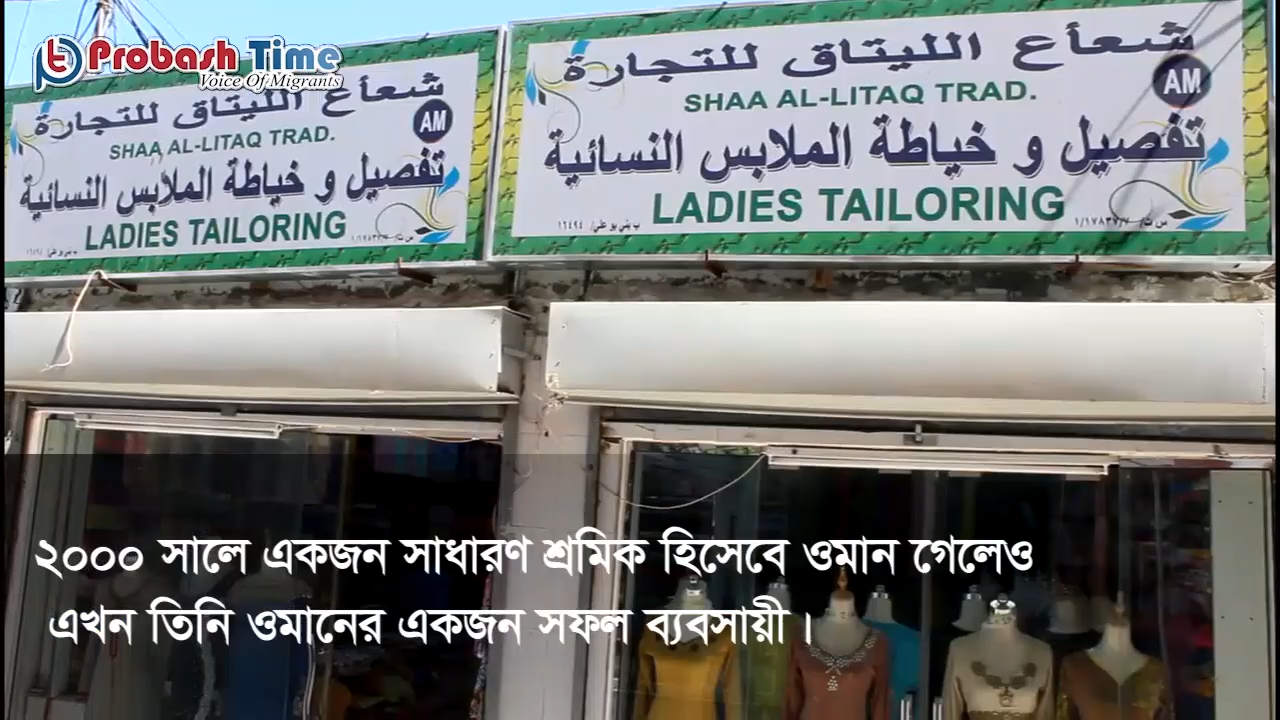 Probash Time
Voice Of Migrants
شعأع الليتاق للتجارة
SHAA AL-LITAQ TRAD.
AM
تفصيل و خياطة الملابس النسائية
LADIES TAILORING
شعأع الليتاق للتجارة
SHAA AL-LITAQ TRAD.
AM
تفصيل و خياطة الملابس النسائية
LADIES TAILORING
২০০০ সালে একজন সাধারণ শ্রমিক হিসেবে ওমান গেলেও
এখন তিনি ওমানের একজন সফল ব্যবসায়ী।